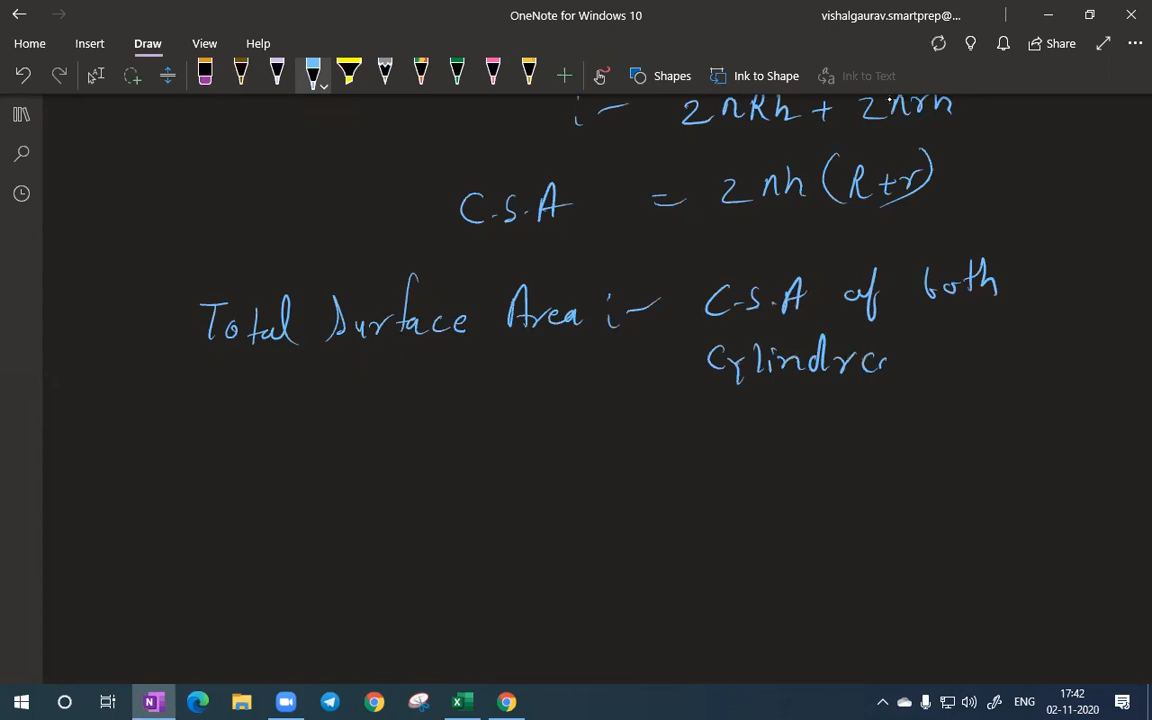 OneNote for Windows 10
vishalgaurav.smartprep@...
Home Insert Draw View Help
Share
Shapes Ink to Shape Ink to Text
:- 2πRh + 2πrh
C.S.A = 2πh (R+r)
Total Surface Area :- C.S.A of both
Cylindrca
ENG
17:42
02-11-2020